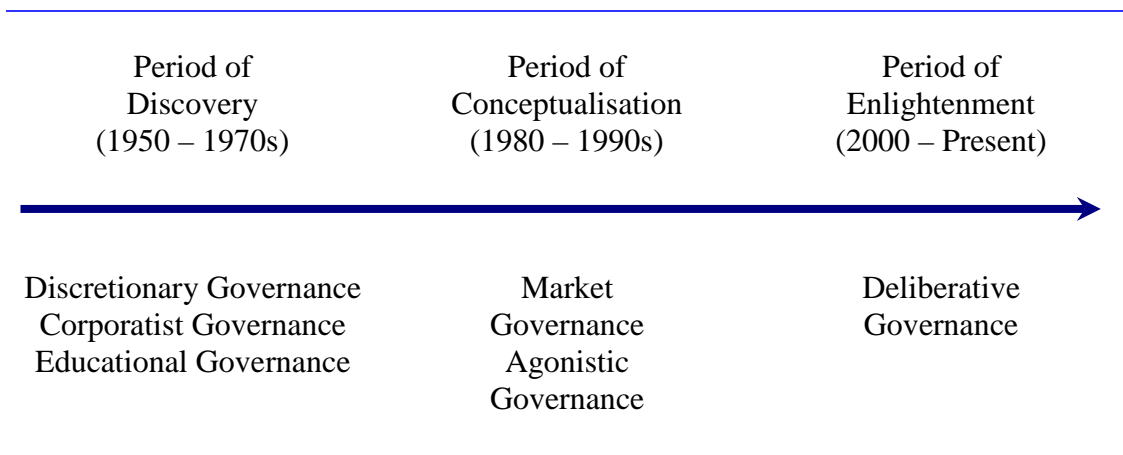 Period of
Discovery
(1950 – 1970s)
Period of
Conceptualisation
(1980 – 1990s)
Period of
Enlightenment
(2000 – Present)
Discretionary Governance
Corporatist Governance
Educational Governance
Market
Governance
Agonistic
Governance
Deliberative
Governance